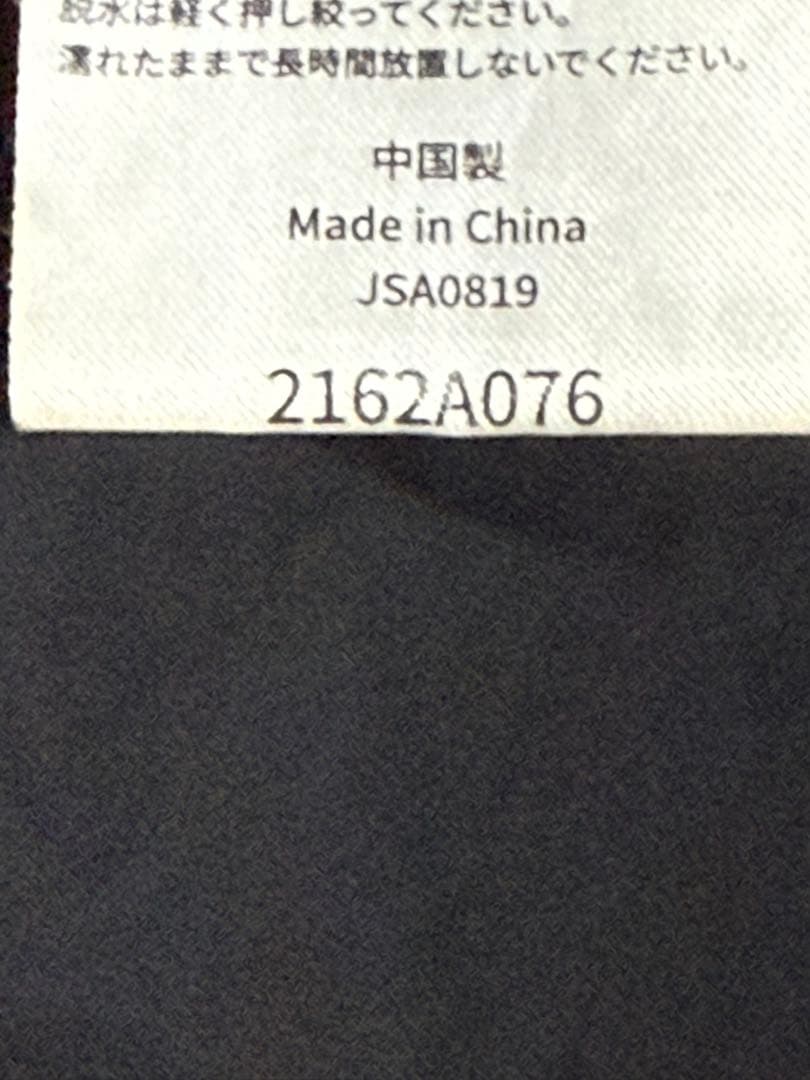 脱水は軽く押し絞ってください。
濡れたままで長時間放置しないでください。
中国製
Made in China
JSA0819
2162A076